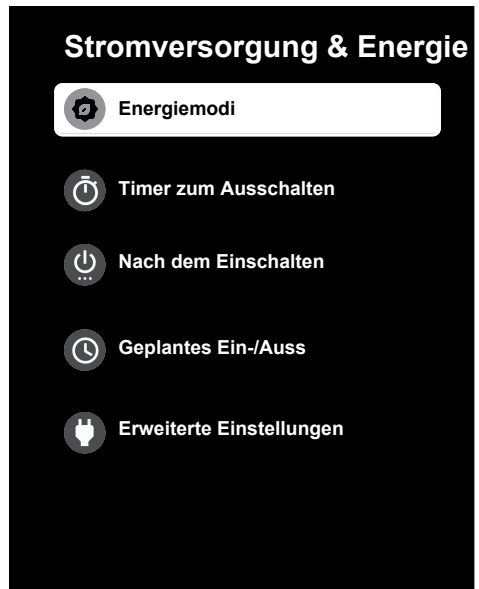 Stromversorgung & Energie
Energiemodi
Timer zum Ausschalten
Nach dem Einschalten
Geplantes Ein-/Auss
Erweiterte Einstellungen